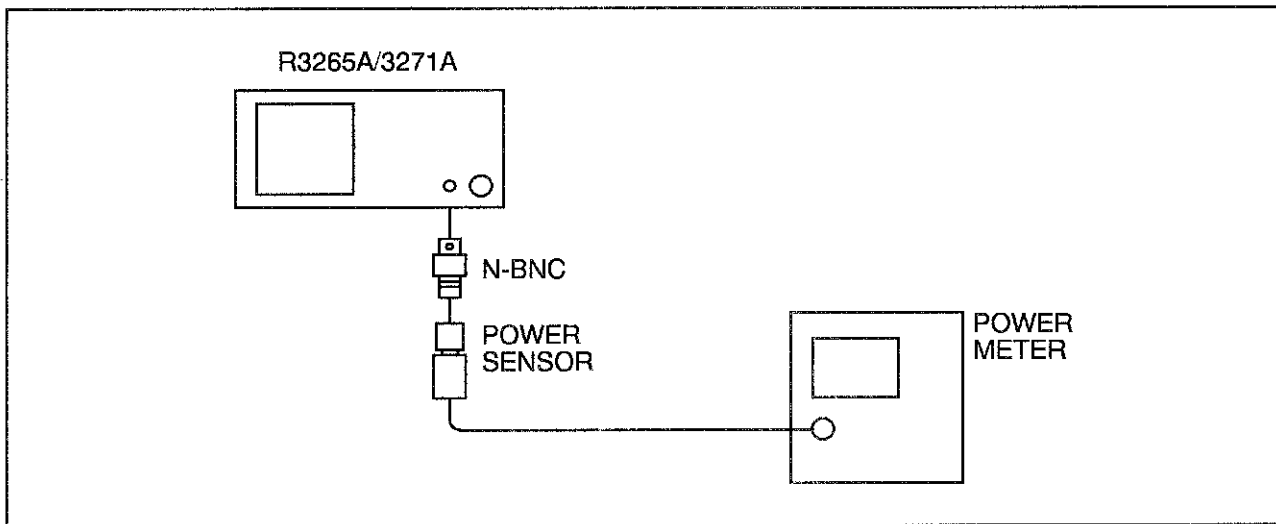 R3265A/3271A
N-BNC
POWER
SENSOR
POWER
METER